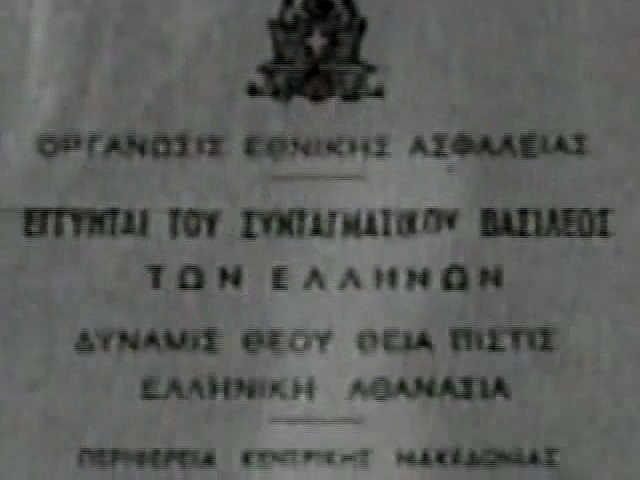 ΟΡΓΑΝΩΣΙΣ ΕΘΝΙΚΗΣ ΑΣΦΑΛΕΙΑΣ
ΕΓΓΥΗΤΑΙ ΤΟΥ ΣΥΝΤΑΓΜΑΤΙΚΟΥ ΒΑΣΙΛΕΩΣ
ΤΩΝ ΕΛΛΗΝΩΝ
ΔΥΝΑΜΙΣ ΘΕΟΥ ΘΕΙΑ ΠΙΣΤΙΣ
ΕΛΛΗΝΙΚΗ ΑΘΑΝΑΣΙΑ
ΠΕΡΙΦΕΡΕΙΑ ΚΕΝΤΡΙΚΗΣ ΜΑΚΕΔΟΝΙΑΣ